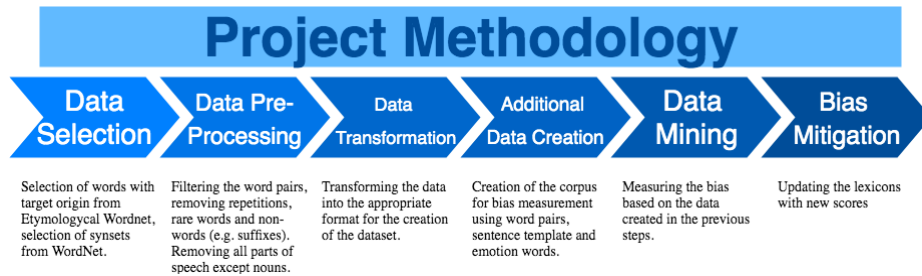 Project Methodology
Data
Selection
Data Pre-
Processing
Data
Transformation
Additional
Data Creation
Data
Mining
Bias
Mitigation
Selection of words with
target origin from
Etymologycal Wordnet,
selection of synsets
from WordNet.
Filtering the word pairs,
removing repetitions,
rare words and non-
words (e.g. suffixes).
Removing all parts of
speech except nouns.
Transforming the data
into the appropriate
format for the creation
of the dataset.
Creation of the corpus
for bias measurement
using word pairs,
sentence template and
emotion words.
Measuring the bias
based on the data
created in the previous
steps.
Updating the lexicons
with new scores